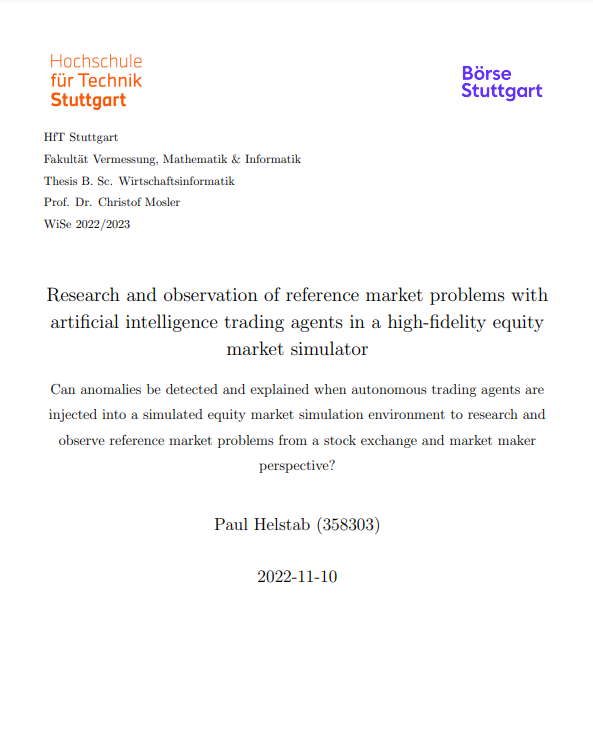 Hochschule
für Technik
Stuttgart
Börse
Stuttgart
HfT Stuttgart
Fakultät Vermessung, Mathematik & Informatik
Thesis B. Sc. Wirtschaftsinformatik
Prof. Dr. Christof Mosler
WiSe 2022/2023
Research and observation of reference market problems with
artificial intelligence trading agents in a high-fidelity equity
market simulator
Can anomalies be detected and explained when autonomous trading agents are
injected into a simulated equity market simulation environment to research and
observe reference market problems from a stock exchange and market maker
perspective?
Paul Helstab (358303)
2022-11-10